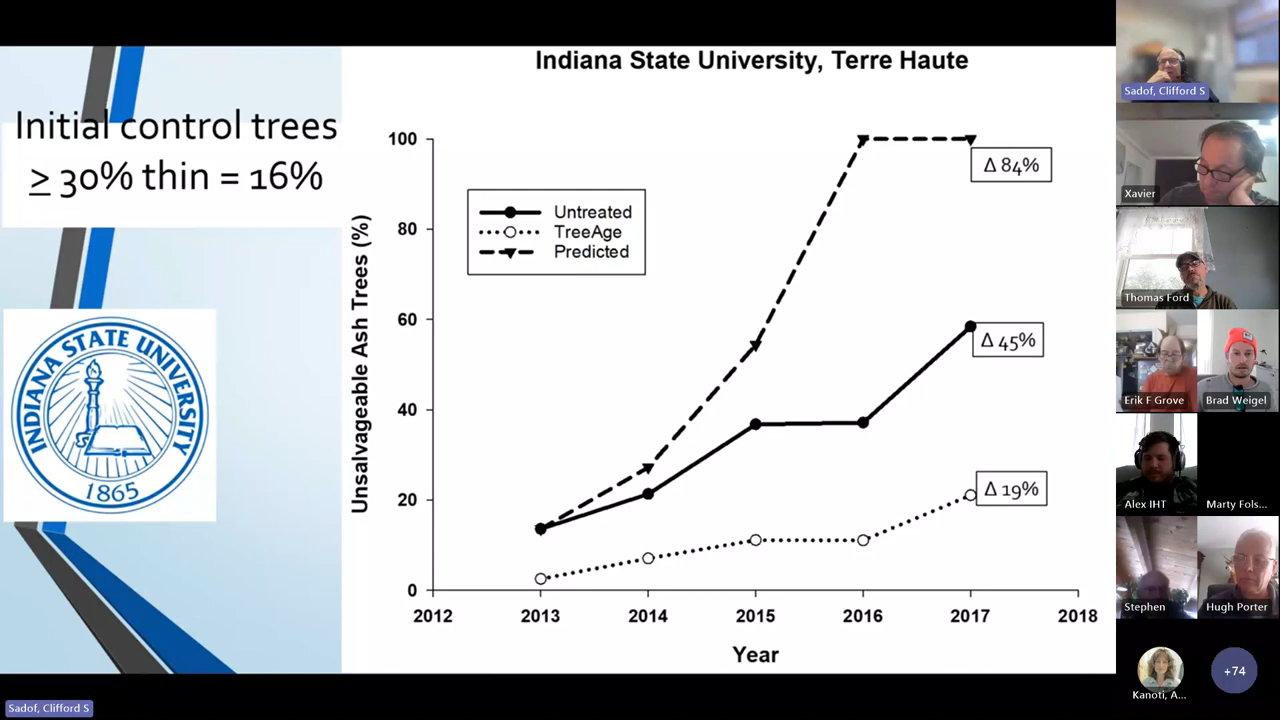 Initial control trees
≥ 30% thin = 16%
INDIANA STATE UNIVERSITY
1865
Indiana State University, Terre Haute
Unsalvageable Ash Trees (%)
100
80
60
40
20
0
Untreated
TreeAge
Predicted
Δ 84%
Δ 45%
Δ 19%
2012 2013 2014 2015 2016 2017 2018
Year
Sadof, Clifford S
Xavier
Thomas Ford
Erik F Grove Brad Weigel
Alex IHT Marty Fols...
Stephen Hugh Porter
Kanoti, A... +74
Sadof, Clifford S